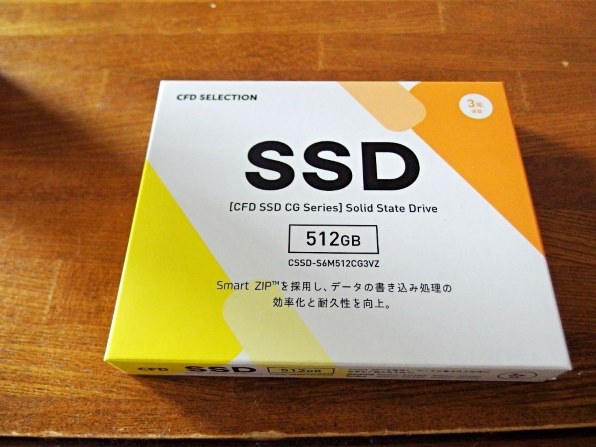 CFD SELECTION
3年
保証
SSD
[CFD SSD CG Series] Solid State Drive
512GB
CSSD-S6M512CG3VZ
Smart ZIP™を採用し、データの書き込み処理の
効率化と耐久性を向上。
CFD SSD 512GB